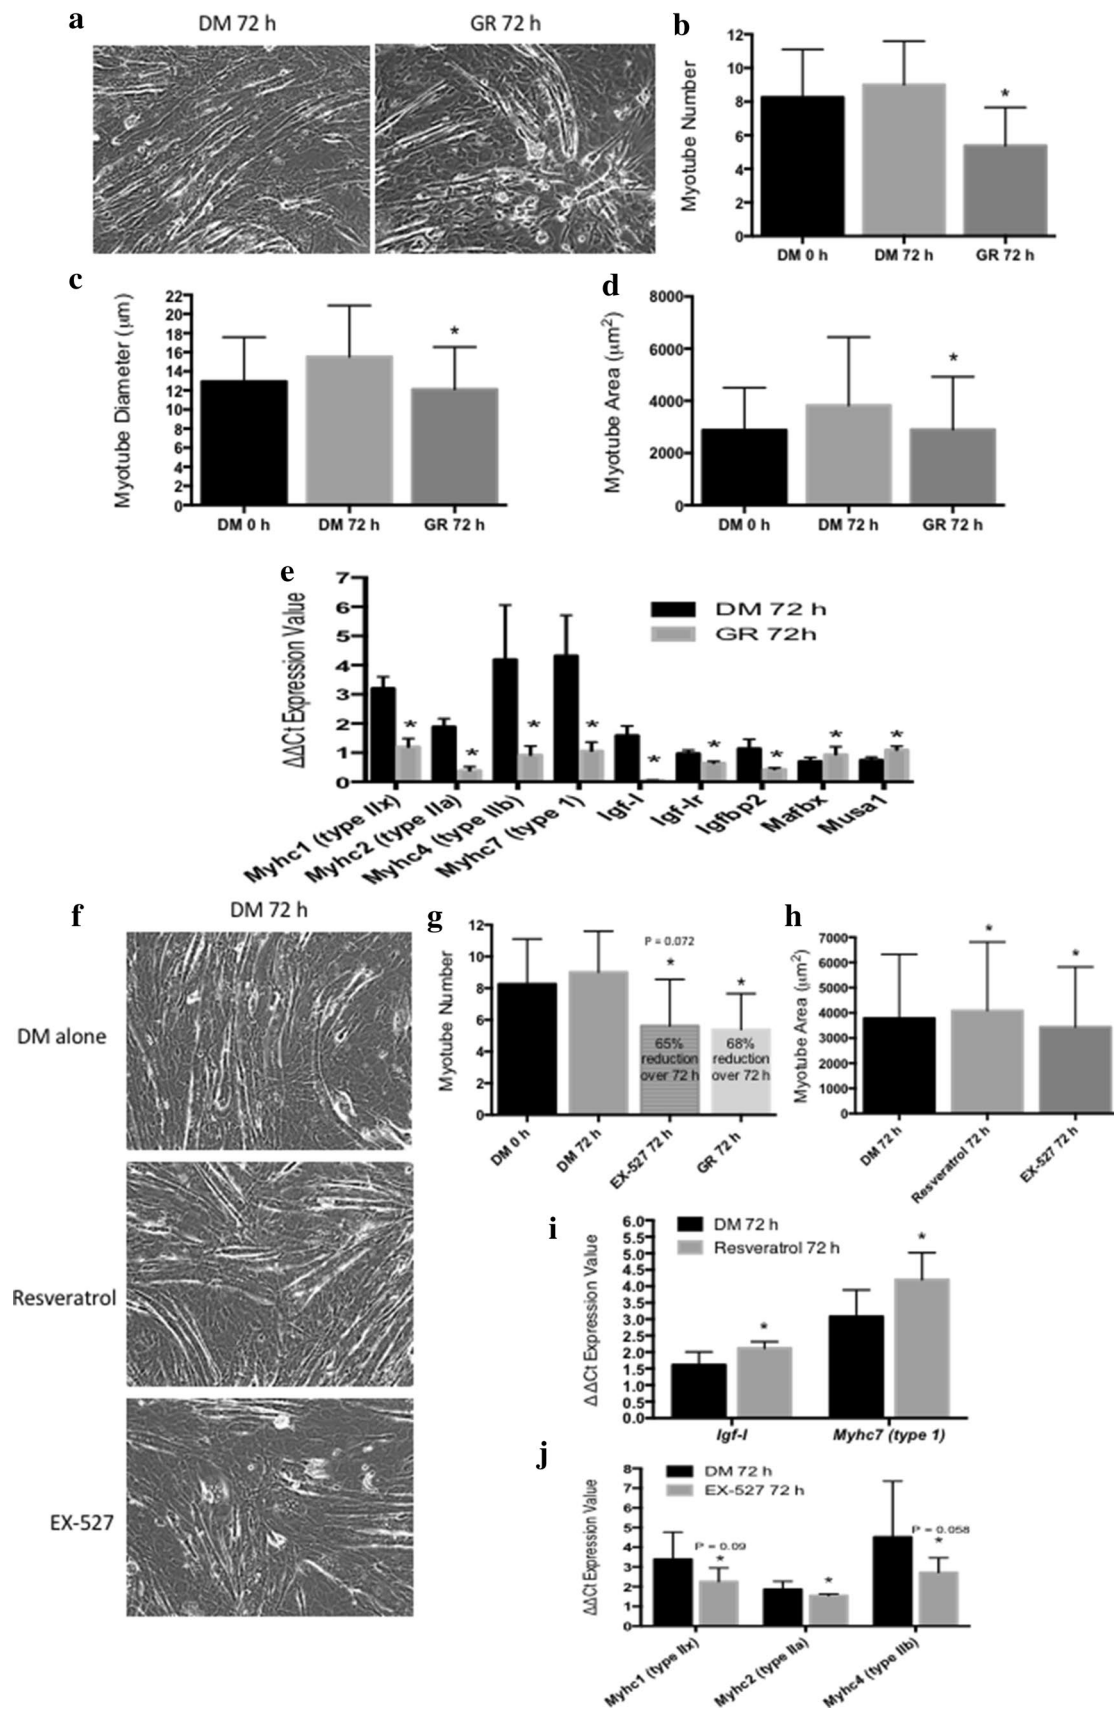 a
DM 72 h
GR 72 h
b
Myotube Number
12
10
8
6
4
2
0
*
DM 0 h
DM 72 h
GR 72 h
c
Myotube Diameter (μm)
22
20
18
16
14
12
10
8
6
4
2
0
*
DM 0 h
DM 72 h
GR 72 h
d
Myotube Area (μm²)
8000
6000
4000
2000
0
*
DM 0 h
DM 72 h
GR 72 h
e
ΔΔCt Expression Value
7
6
5
4
3
2
1
0
DM 72 h
GR 72h
* * * * * * * * *
Myhc1 (type IIx)
Myhc2 (type IIa)
Myhc4 (type IIb)
Myhc7 (type 1)
Igf-I
Igf-Ir
Igfbp2
Mafbx
Musa1
f
DM 72 h
DM alone
Resveratrol
EX-527
g
Myotube Number
12
10
8
6
4
2
0
P = 0.072
*
*
65%
reduction
over 72 h
68%
reduction
over 72 h
DM 0 h
DM 72 h
EX-527 72 h
GR 72 h
h
Myotube Area (μm²)
7000
6000
5000
4000
3000
2000
1000
0
*
*
DM 72 h
Resveratrol 72 h
EX-527 72 h
i
ΔΔCt Expression Value
6.0
5.5
5.0
4.5
4.0
3.5
3.0
2.5
2.0
1.5
1.0
0.5
0.0
DM 72 h
Resveratrol 72 h
*
*
Igf-I
Myhc7 (type 1)
j
ΔΔCt Expression Value
8
7
6
5
4
3
2
1
0
DM 72 h
EX-527 72 h
P = 0.09
*
*
P = 0.058
*
Myhc1 (type IIx)
Myhc2 (type IIa)
Myhc4 (type IIb)